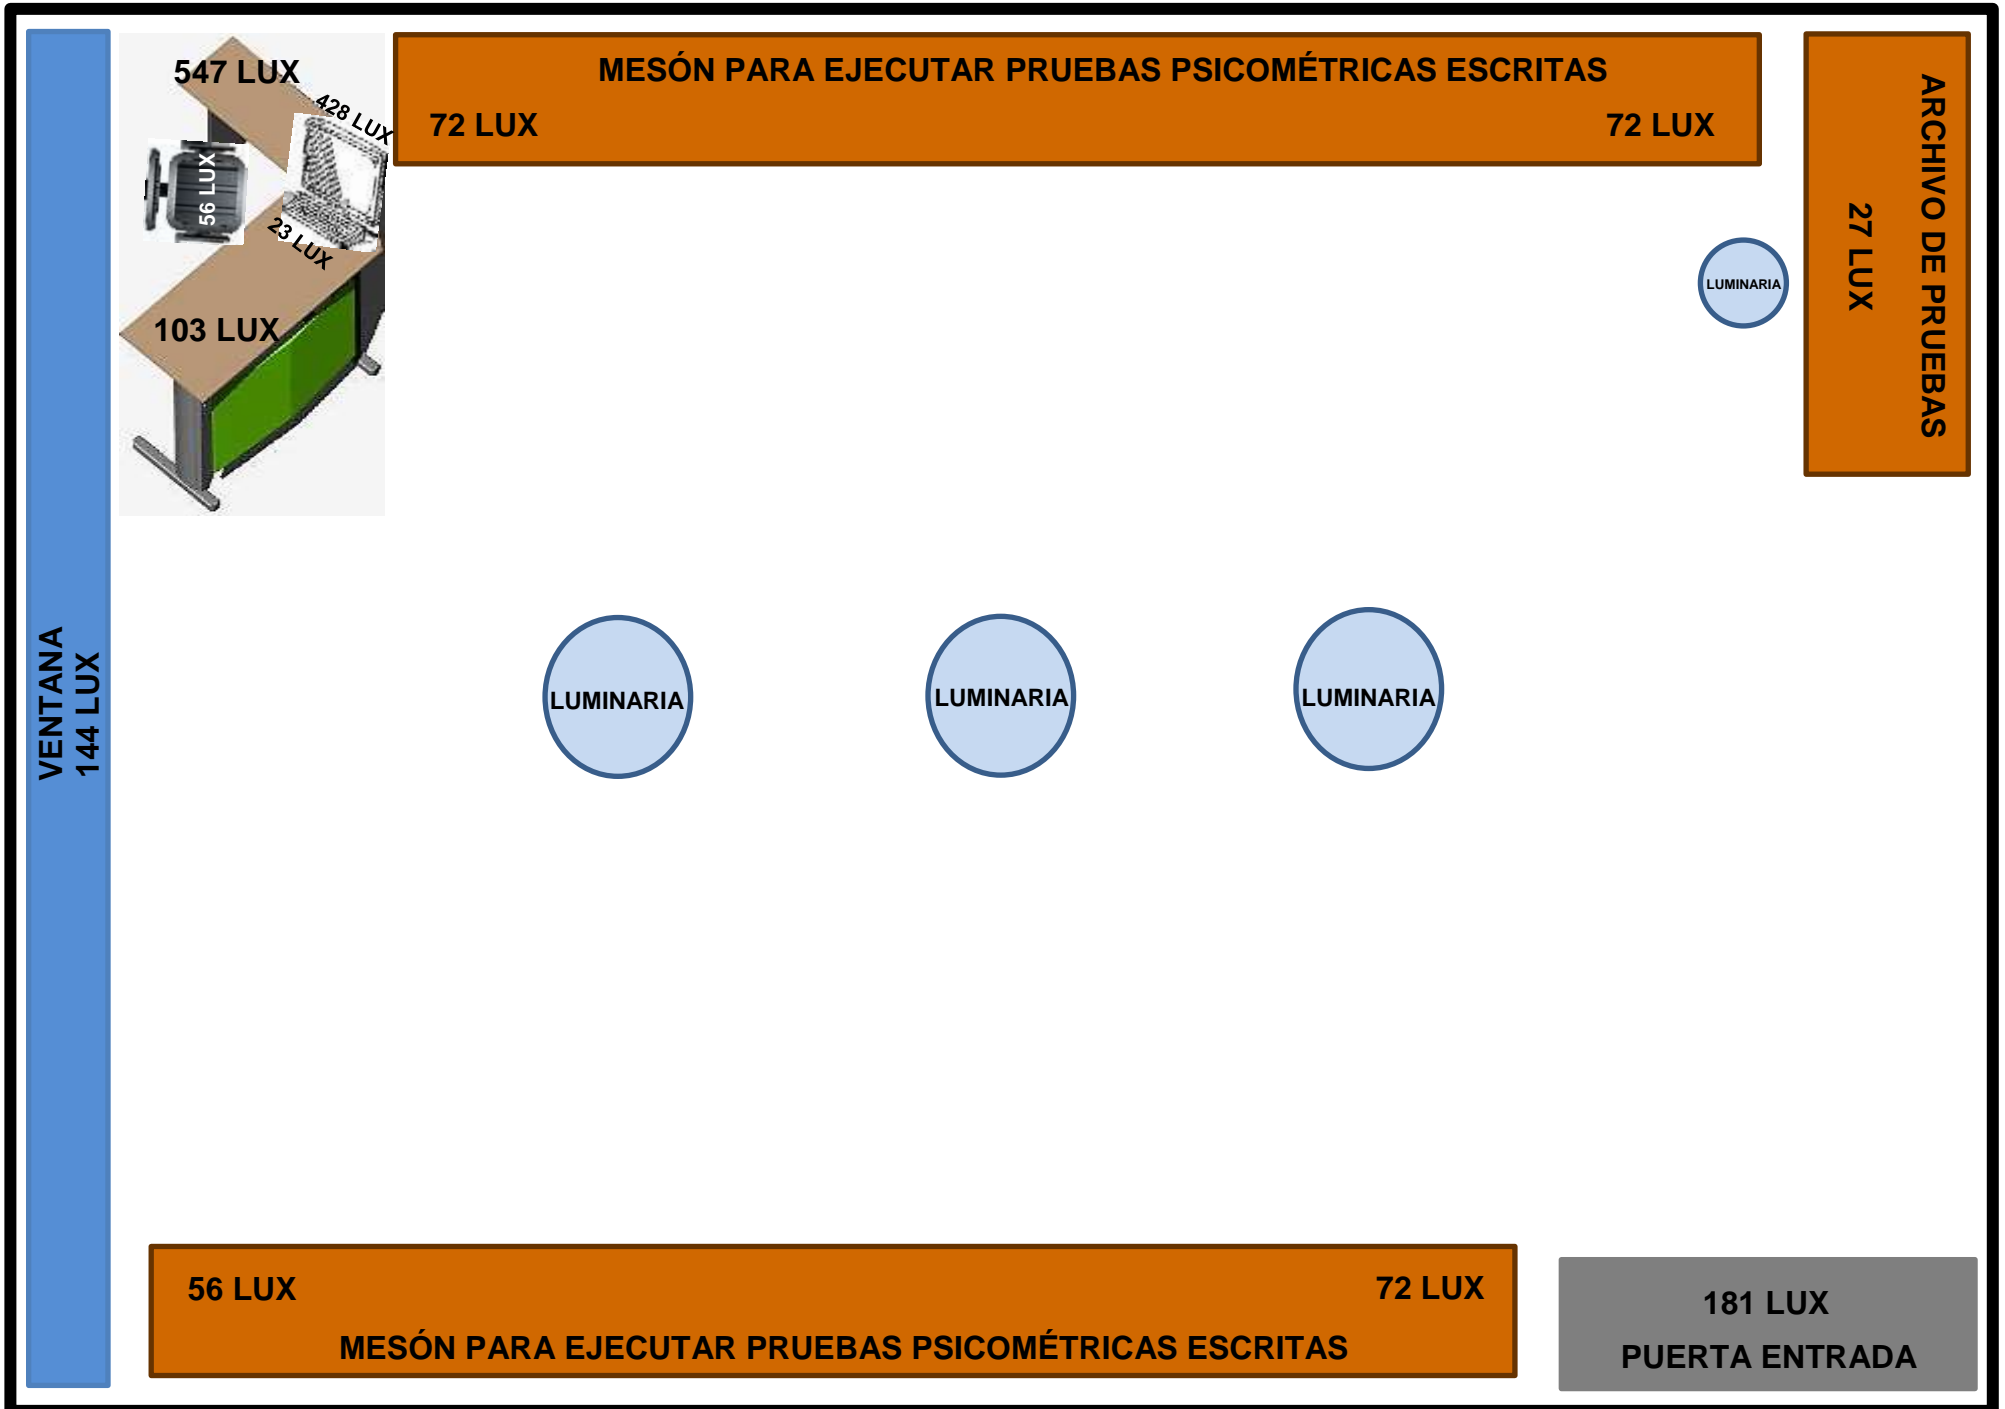 547 LUX
428 LUX
56 LUX
23 LUX
103 LUX
MESÓN PARA EJECUTAR PRUEBAS PSICOMÉTRICAS ESCRITAS
72 LUX
72 LUX
ARCHIVO DE PRUEBAS
27 LUX
LUMINARIA
VENTANA
144 LUX
LUMINARIA
LUMINARIA
LUMINARIA
56 LUX
72 LUX
MESÓN PARA EJECUTAR PRUEBAS PSICOMÉTRICAS ESCRITAS
181 LUX
PUERTA ENTRADA